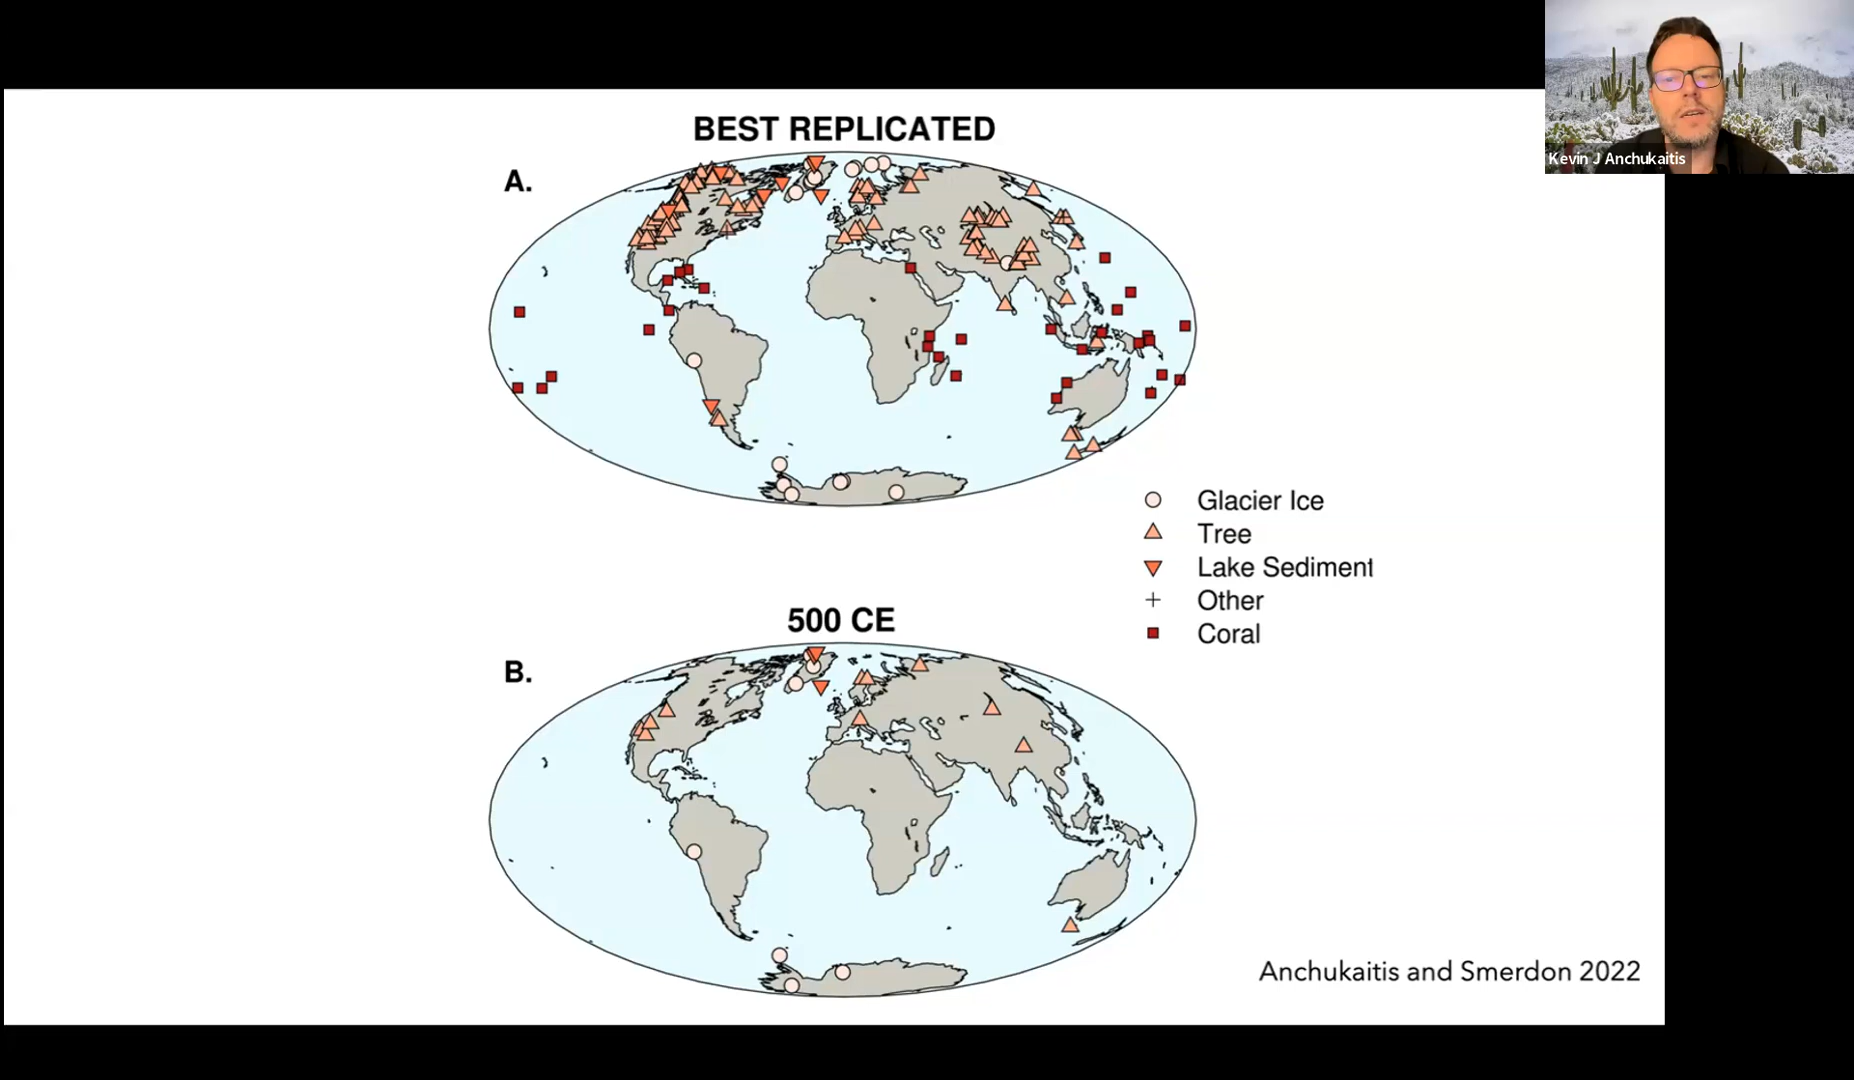 BEST REPLICATED
A.
Kevin J Anchukaitis
Glacier Ice
Tree
Lake Sediment
Other
Coral
500 CE
B.
Anchukaitis and Smerdon 2022